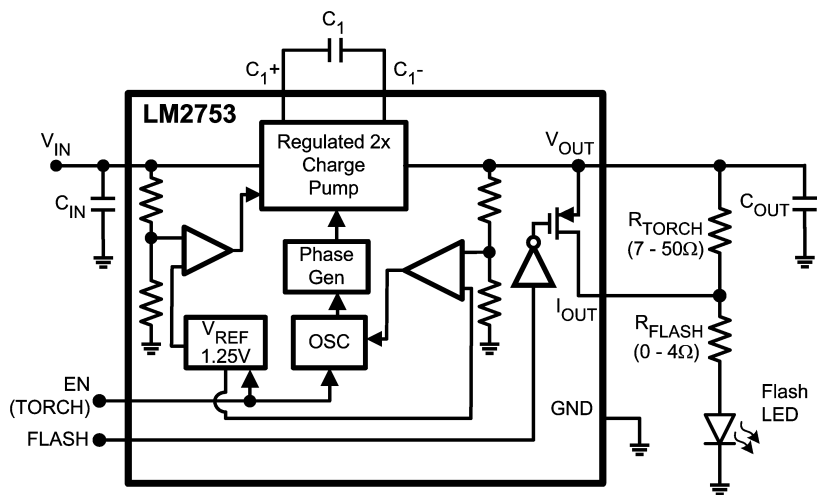 C1
C1+
C1-
LM2753
VIN
Regulated 2x
Charge
Pump
VOUT
CIN
COUT
RTORCH
(7 - 50Ω)
Phase
Gen
IOUT
VREF
1.25V
OSC
RFLASH
(0 - 4Ω)
EN
(TORCH)
GND
Flash
LED
FLASH